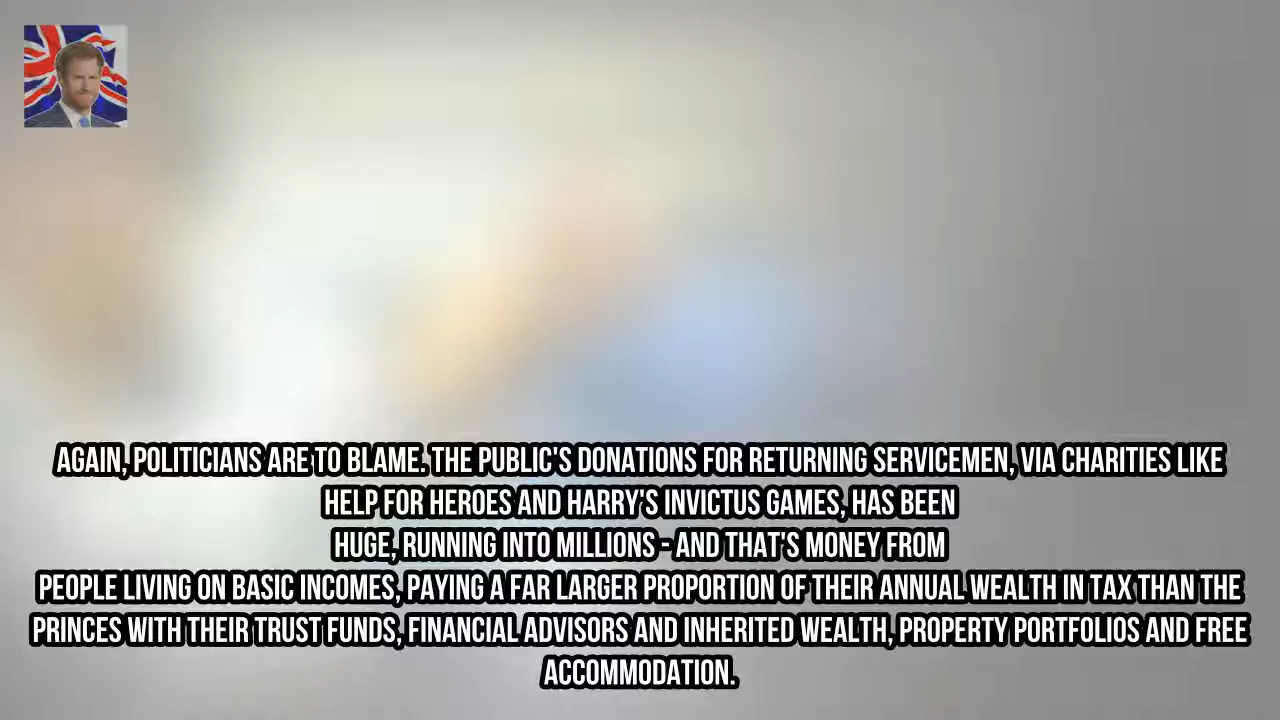 AGAIN, POLITICIANS ARE TO BLAME. THE PUBLIC'S DONATIONS FOR RETURNING SERVICEMEN, VIA CHARITIES LIKE
HELP FOR HEROES AND HARRY'S INVICTUS GAMES, HAS BEEN
HUGE, RUNNING INTO MILLIONS - AND THAT'S MONEY FROM
PEOPLE LIVING ON BASIC INCOMES, PAYING A FAR LARGER PROPORTION OF THEIR ANNUAL WEALTH IN TAX THAN THE
PRINCES WITH THEIR TRUST FUNDS, FINANCIAL ADVISORS AND INHERITED WEALTH, PROPERTY PORTFOLIOS AND FREE
ACCOMMODATION.